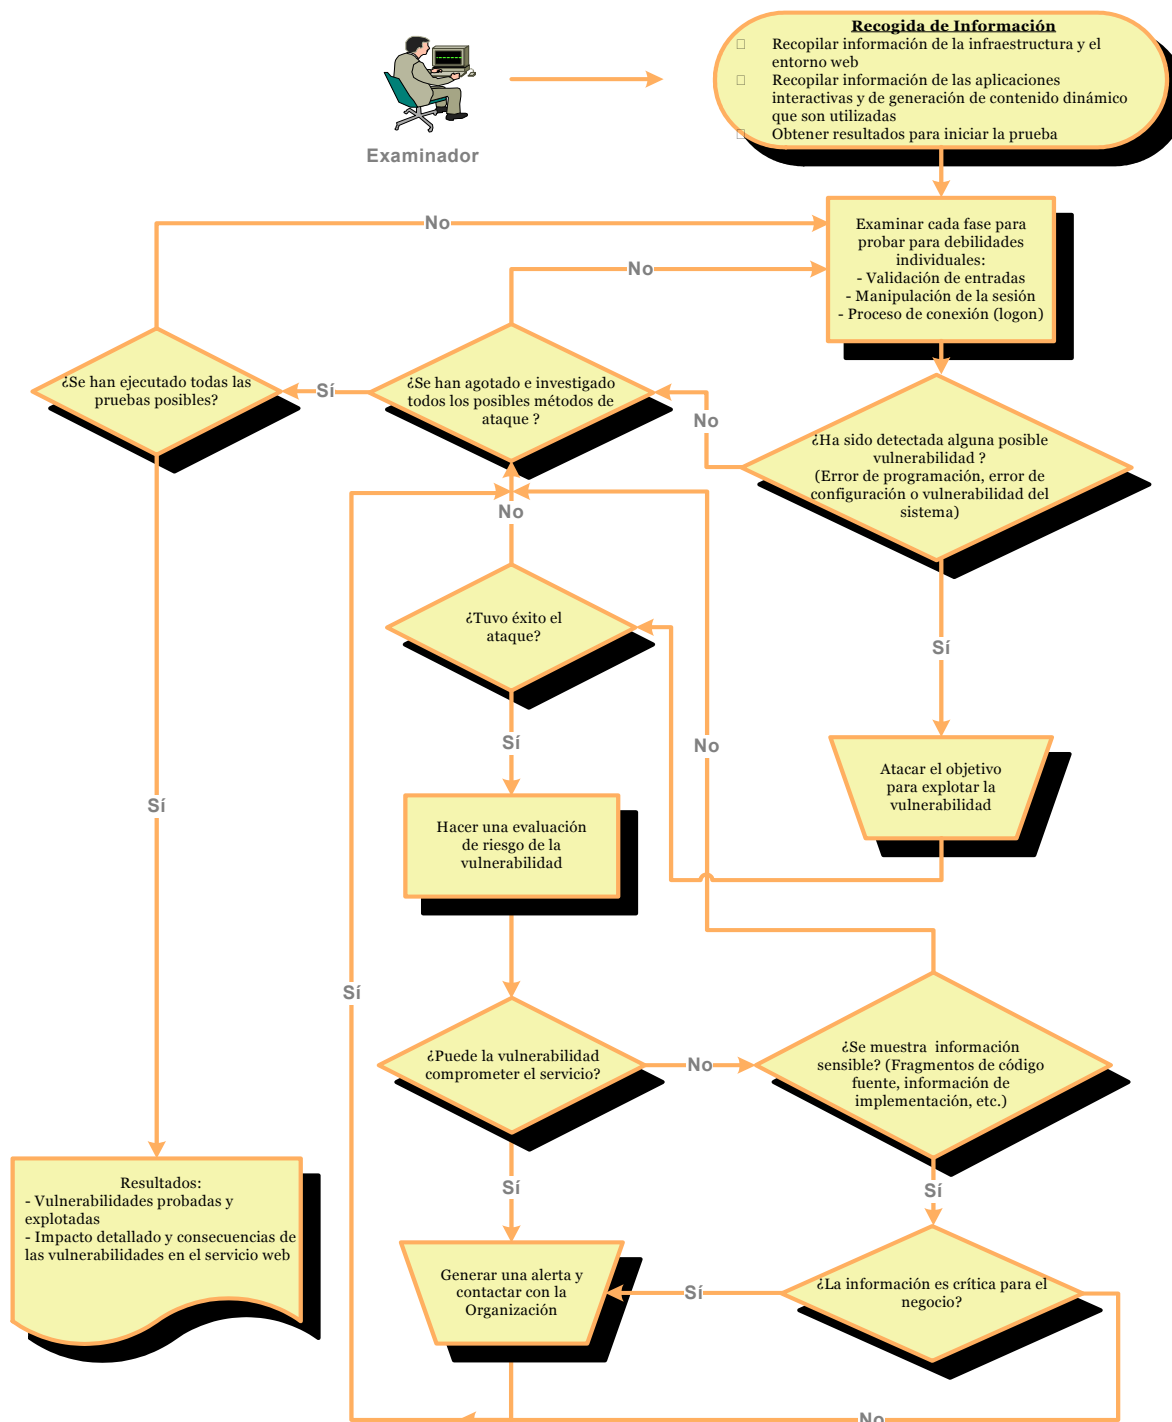 Recogida de Información
Recopilar información de la infraestructura y el
entorno web
Recopilar información de las aplicaciones
interactivas y de generación de contenido dinámico
que son utilizadas
Obtener resultados para iniciar la prueba
Examinador
No
Examinar cada fase para
probar para debilidades
individuales:
- Validación de entradas
- Manipulación de la sesión
- Proceso de conexión (logon)
No
¿Se han ejecutado todas las
pruebas posibles?
Sí
¿Se han agotado e investigado
todos los posibles métodos de
ataque ?
No
¿Ha sido detectada alguna posible
vulnerabilidad ?
(Error de programación, error de
configuración o vulnerabilidad del
sistema)
No
¿Tuvo éxito el
ataque?
Sí
Sí
No
Atacar el objetivo
para explotar la
vulnerabilidad
Sí
Hacer una evaluación
de riesgo de la
vulnerabilidad
Sí
¿Puede la vulnerabilidad
comprometer el servicio?
No
¿Se muestra información
sensible? (Fragmentos de código
fuente, información de
implementación, etc.)
Resultados:
- Vulnerabilidades probadas y
explotadas
- Impacto detallado y consecuencias de
las vulnerabilidades en el servicio web
Sí
Sí
Generar una alerta y
contactar con la
Organización
Sí
¿La información es crítica para el
negocio?
No